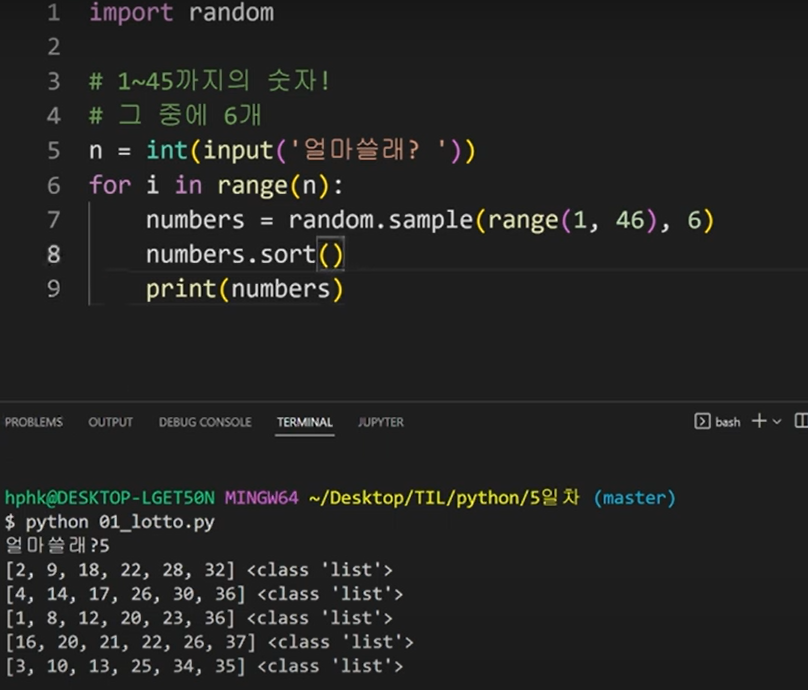 1 import random
2
3 # 1~45까지의 숫자!
4 # 그 중에 6개
5 n = int(input('얼마쓸래? '))
6 for i in range(n):
7     numbers = random.sample(range(1, 46), 6)
8     numbers.sort()
9     print(numbers)
PROBLEMS OUTPUT DEBUG CONSOLE TERMINAL JUPYTER bash
hphk@DESKTOP-LGET50N MINGW64 ~/Desktop/TIL/python/5일차 (master)
$ python 01_lotto.py
얼마쓸래?5
[2, 9, 18, 22, 28, 32] <class 'list'>
[4, 14, 17, 26, 30, 36] <class 'list'>
[1, 8, 12, 20, 23, 36] <class 'list'>
[16, 20, 21, 22, 26, 37] <class 'list'>
[3, 10, 13, 25, 34, 35] <class 'list'>